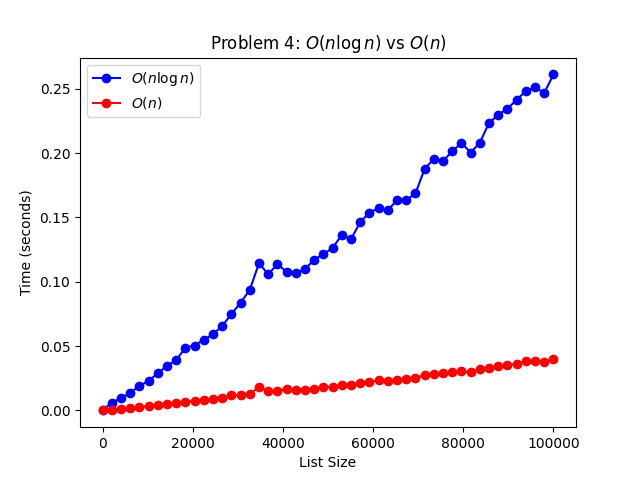 Problem 4: O(n log n) vs O(n)
O(n log n)
O(n)
0.25
0.20
0.15
0.10
0.05
0.00
Time (seconds)
0 20000 40000 60000 80000 100000
List Size